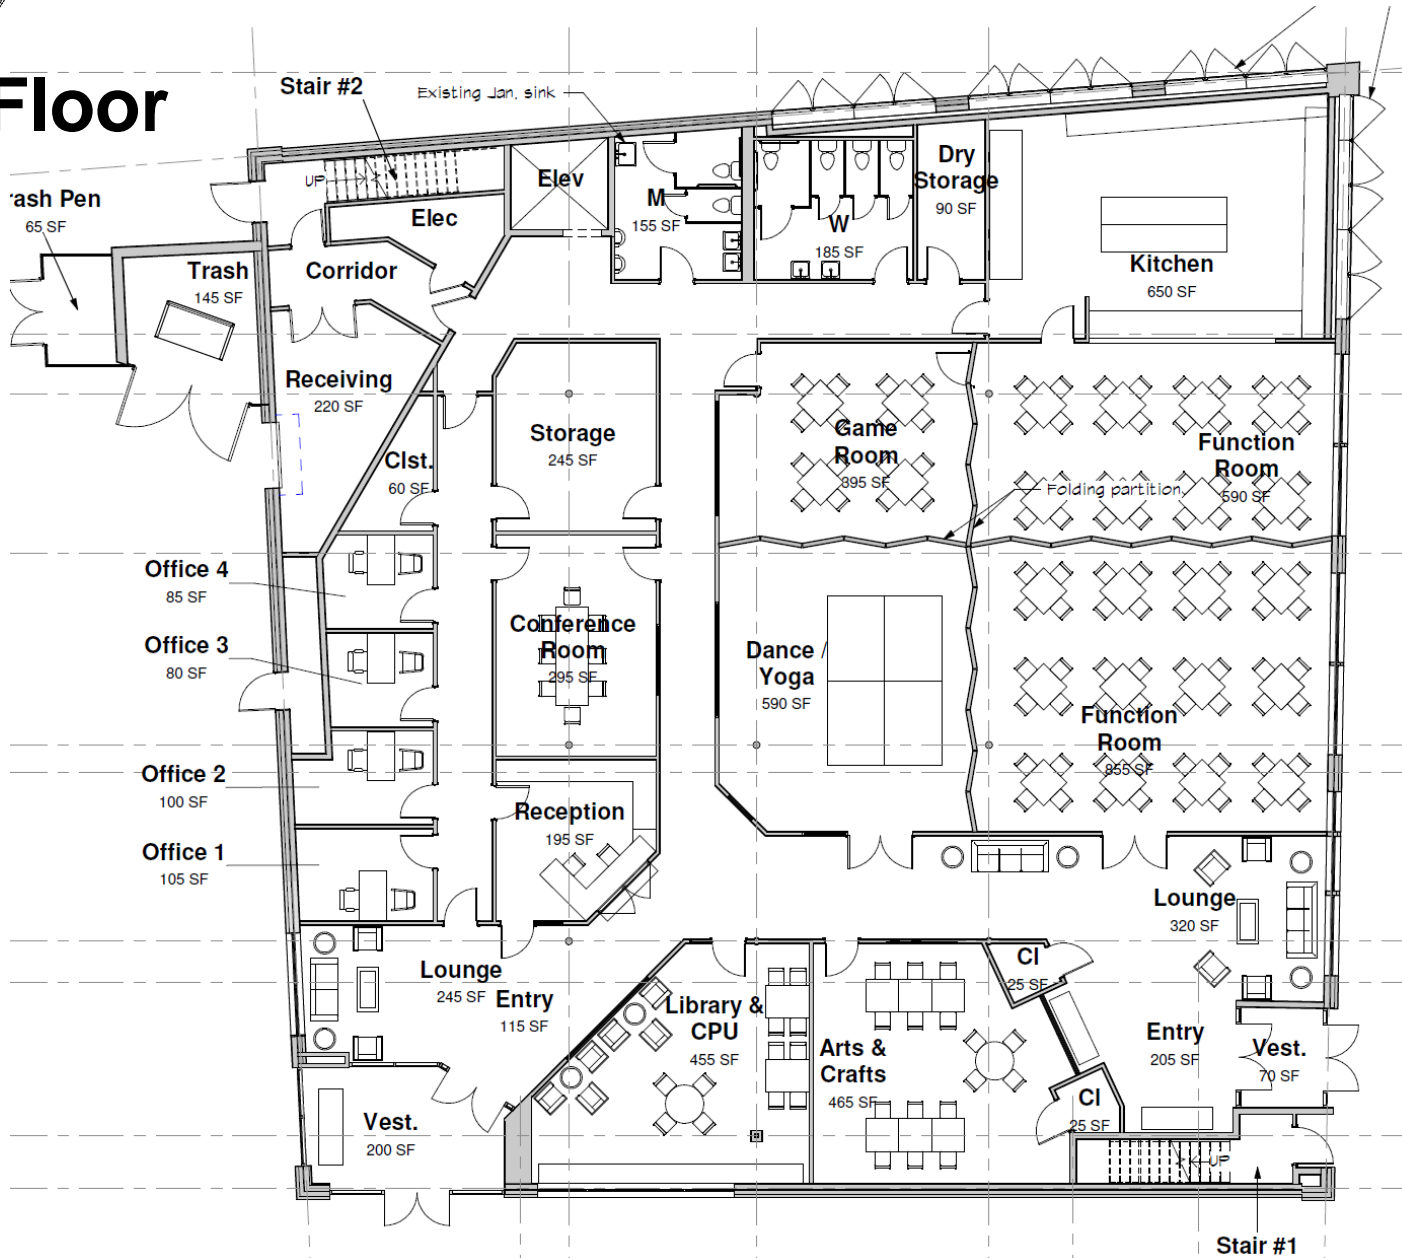 Floor
Stair #2
Existing Jan. sink
rash Pen
65 SF
UP
Elev
Elec
M
155 SF
W
185 SF
Dry
Storage
90 SF
Kitchen
650 SF
Trash
145 SF
Corridor
Receiving
220 SF
Clst.
60 SF
Storage
245 SF
Game
Room
395 SF
Function
Room
590 SF
Folding partition
Office 4
85 SF
Office 3
80 SF
Conference
Room
295 SF
Dance /
Yoga
590 SF
Function
Room
855 SF
Office 2
100 SF
Reception
195 SF
Office 1
105 SF
Lounge
320 SF
Lounge
245 SF
Entry
115 SF
Library &
CPU
455 SF
Arts &
Crafts
465 SF
Cl
25 SF
Entry
205 SF
Vest.
70 SF
Cl
25 SF
Vest.
200 SF
UP
Stair #1